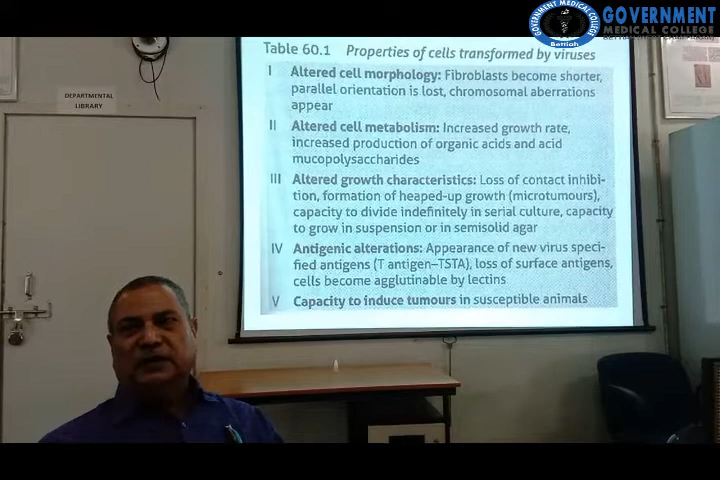 GOVERNMENT
MEDICAL COLLEGE
GOVERNMENT MEDICAL COLLEGE
Bettiah
Table 60.1 Properties of cells transformed by viruses
DEPARTMENTAL
LIBRARY
I Altered cell morphology: Fibroblasts become shorter,
parallel orientation is lost, chromosomal aberrations
appear
II Altered cell metabolism: Increased growth rate,
increased production of organic acids and acid
mucopolysaccharides
III Altered growth characteristics: Loss of contact inhibi-
tion, formation of heaped-up growth (microtumours),
capacity to divide indefinitely in serial culture, capacity
to grow in suspension or in semisolid agar
IV Antigenic alterations: Appearance of new virus speci-
fied antigens (T antigen–TSTA), loss of surface antigens,
cells become agglutinable by lectins
V Capacity to induce tumours in susceptible animals